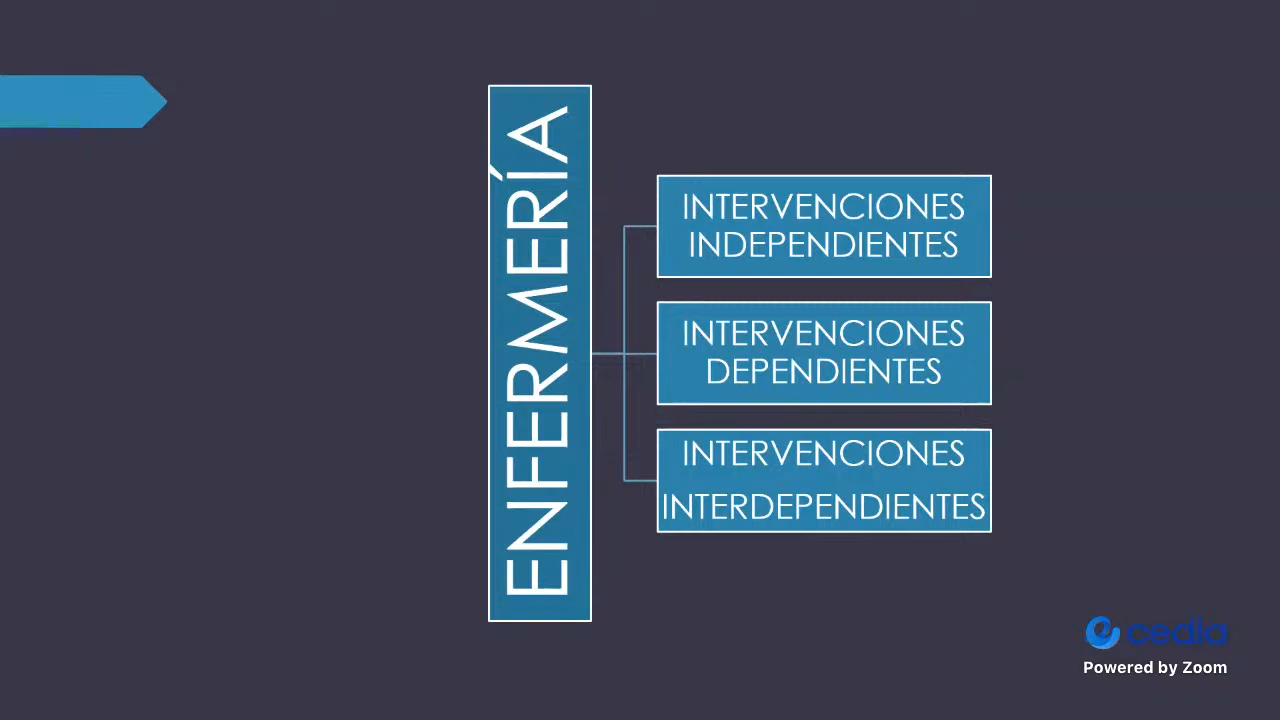 ENFERMERÍA
INTERVENCIONES
INDEPENDIENTES
INTERVENCIONES
DEPENDIENTES
INTERVENCIONES
INTERDEPENDIENTES
cedia
Powered by Zoom